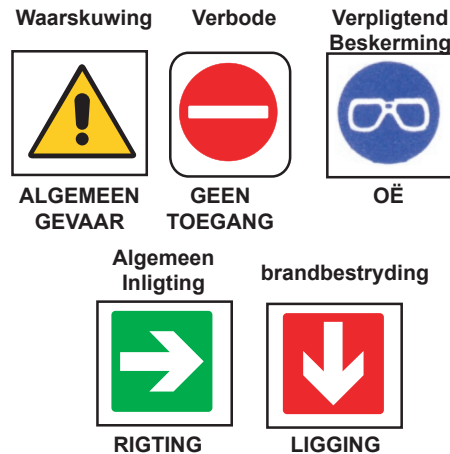 Waarskuwing Verbode Verpligtend
Beskerming
ALGEMEEN GEEN OË
GEVAAR TOEGANG
Algemeen
Inligting brandbestryding
RIGTING LIGGING